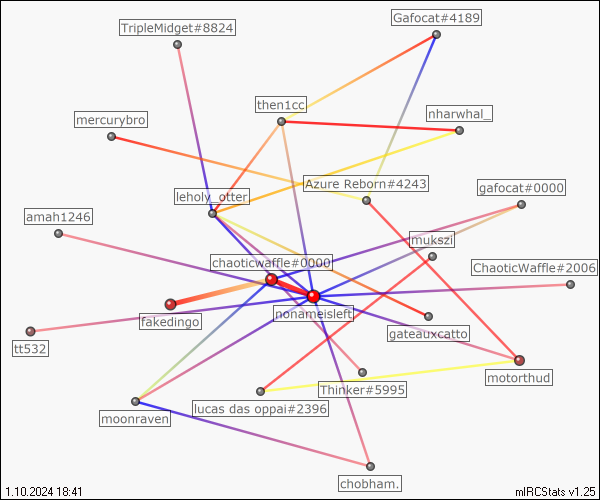 Gafocat#4189
TripleMidget#8824
then1cc
nharwhal_
mercurybro
Azure Reborn#4243
gafocat#0000
leholy_otter
amah1246
mukszi
chaoticwaffle#0000
ChaoticWaffle#2006
nonameisleft
fakedingo
gateauxcatto
tt532
motorthud
Thinker#5995
lucas das oppai#2396
moonraven
chobham.
1.10.2024 18:41
mIRCStats v1.25